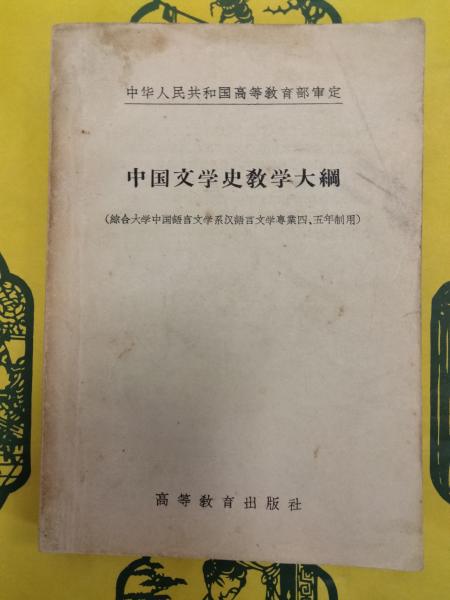 中华人民共和国高等教育部审定
中国文学史教学大綱
（綜合大学中国語言文学系汉語言文学專業四、五年制用）
高等教育出版社